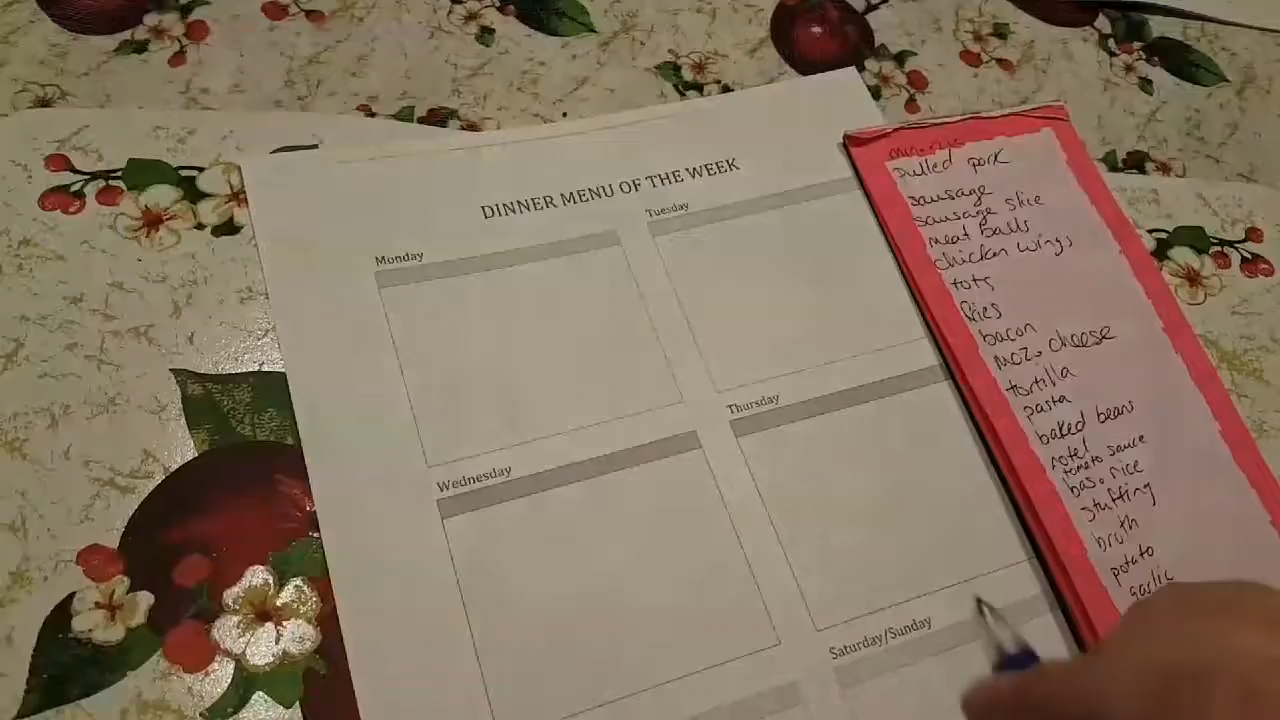 DINNER MENU OF THE WEEK
Monday
Tuesday
Wednesday
Thursday
Saturday/Sunday
pulled pork
sausage
sausage slice
meat balls
chicken wings
tots
fries
bacon
moz. cheese
tortilla
pasta
baked beans
rotel
tomato sauce
bas. rice
stuffing
broth
potato
garlic